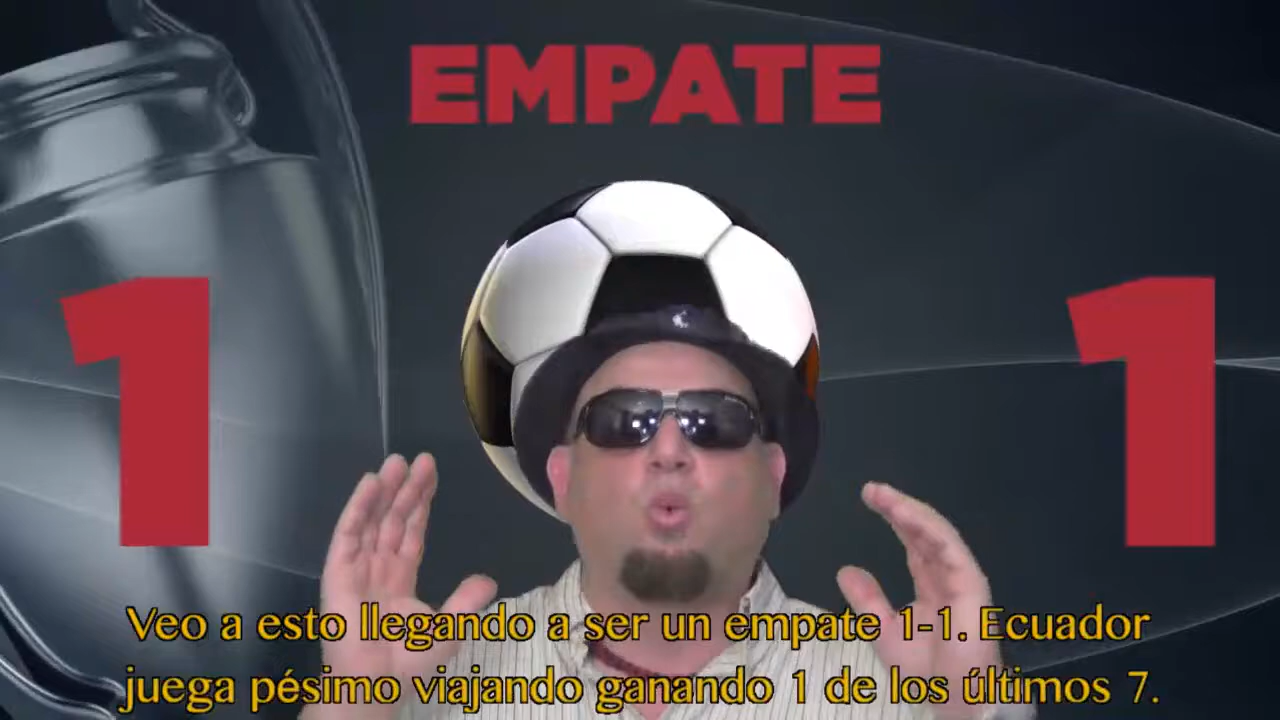 EMPATE
1 1
Veo a esto llegando a ser un empate 1-1. Ecuador
juega pésimo viajando ganando 1 de los últimos 7.